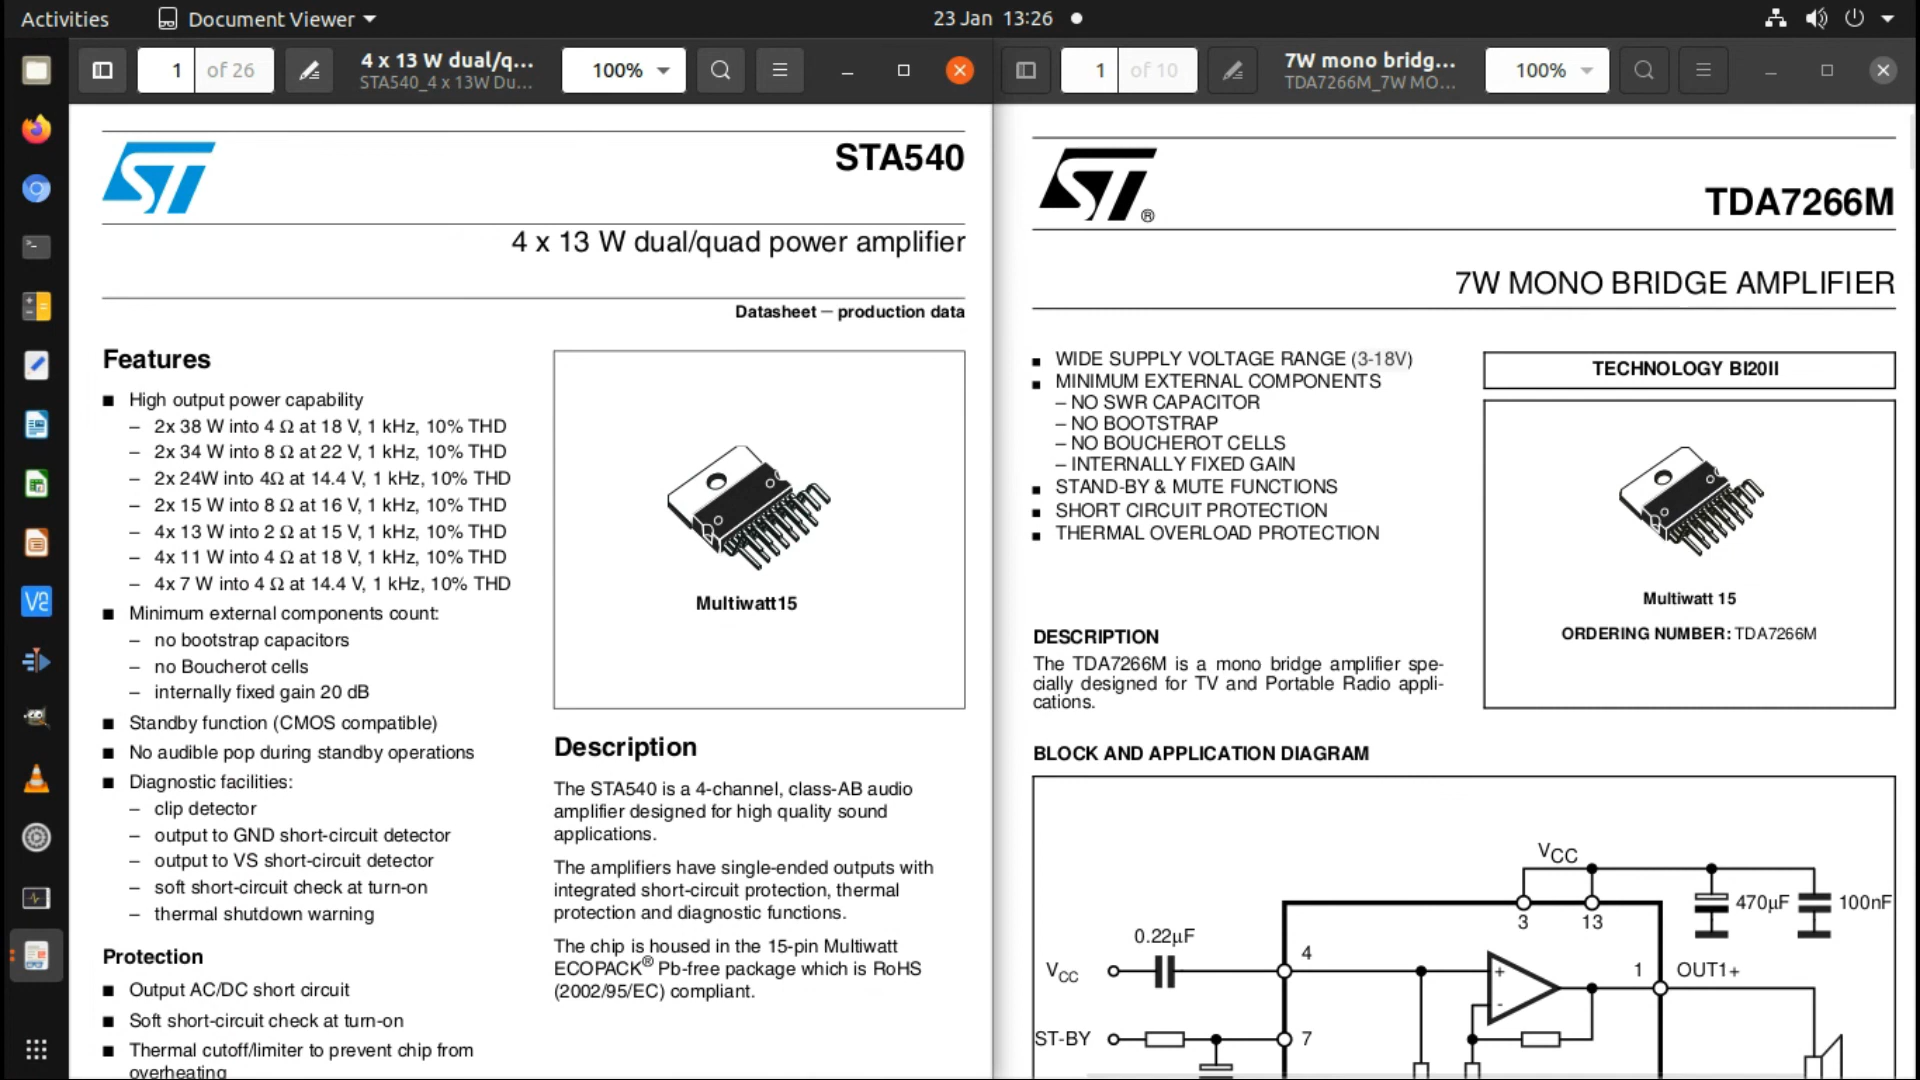 Activities
Document Viewer
23 Jan 13:26
1
of 26
4 x 13 W dual/q...
STA540_4 x 13W Du...
100%
1
of 10
7W mono bridg...
TDA7266M_7W MO...
100%
ST
STA540
4 x 13 W dual/quad power amplifier
Datasheet − production data
Features
■ High output power capability
– 2x 38 W into 4 Ω at 18 V, 1 kHz, 10% THD
– 2x 34 W into 8 Ω at 22 V, 1 kHz, 10% THD
– 2x 24W into 4Ω at 14.4 V, 1 kHz, 10% THD
– 2x 15 W into 8 Ω at 16 V, 1 kHz, 10% THD
– 4x 13 W into 2 Ω at 15 V, 1 kHz, 10% THD
– 4x 11 W into 4 Ω at 18 V, 1 kHz, 10% THD
– 4x 7 W into 4 Ω at 14.4 V, 1 kHz, 10% THD
■ Minimum external components count:
– no bootstrap capacitors
– no Boucherot cells
– internally fixed gain 20 dB
■ Standby function (CMOS compatible)
■ No audible pop during standby operations
■ Diagnostic facilities:
– clip detector
– output to GND short-circuit detector
– output to VS short-circuit detector
– soft short-circuit check at turn-on
– thermal shutdown warning
Protection
■ Output AC/DC short circuit
■ Soft short-circuit check at turn-on
■ Thermal cutoff/limiter to prevent chip from
overheating
Multiwatt15
Description
The STA540 is a 4-channel, class-AB audio
amplifier designed for high quality sound
applications.
The amplifiers have single-ended outputs with
integrated short-circuit protection, thermal
protection and diagnostic functions.
The chip is housed in the 15-pin Multiwatt
ECOPACK® Pb-free package which is RoHS
(2002/95/EC) compliant.
ST®
TDA7266M
7W MONO BRIDGE AMPLIFIER
■ WIDE SUPPLY VOLTAGE RANGE (3-18V)
■ MINIMUM EXTERNAL COMPONENTS
– NO SWR CAPACITOR
– NO BOOTSTRAP
– NO BOUCHEROT CELLS
– INTERNALLY FIXED GAIN
■ STAND-BY & MUTE FUNCTIONS
■ SHORT CIRCUIT PROTECTION
■ THERMAL OVERLOAD PROTECTION
TECHNOLOGY BI20II
Multiwatt 15
ORDERING NUMBER: TDA7266M
DESCRIPTION
The TDA7266M is a mono bridge amplifier spe-
cially designed for TV and Portable Radio appli-
cations.
BLOCK AND APPLICATION DIAGRAM
VCC
470µF
100nF
3
13
0.22µF
VCC
4
+
-
1
OUT1+
ST-BY
7